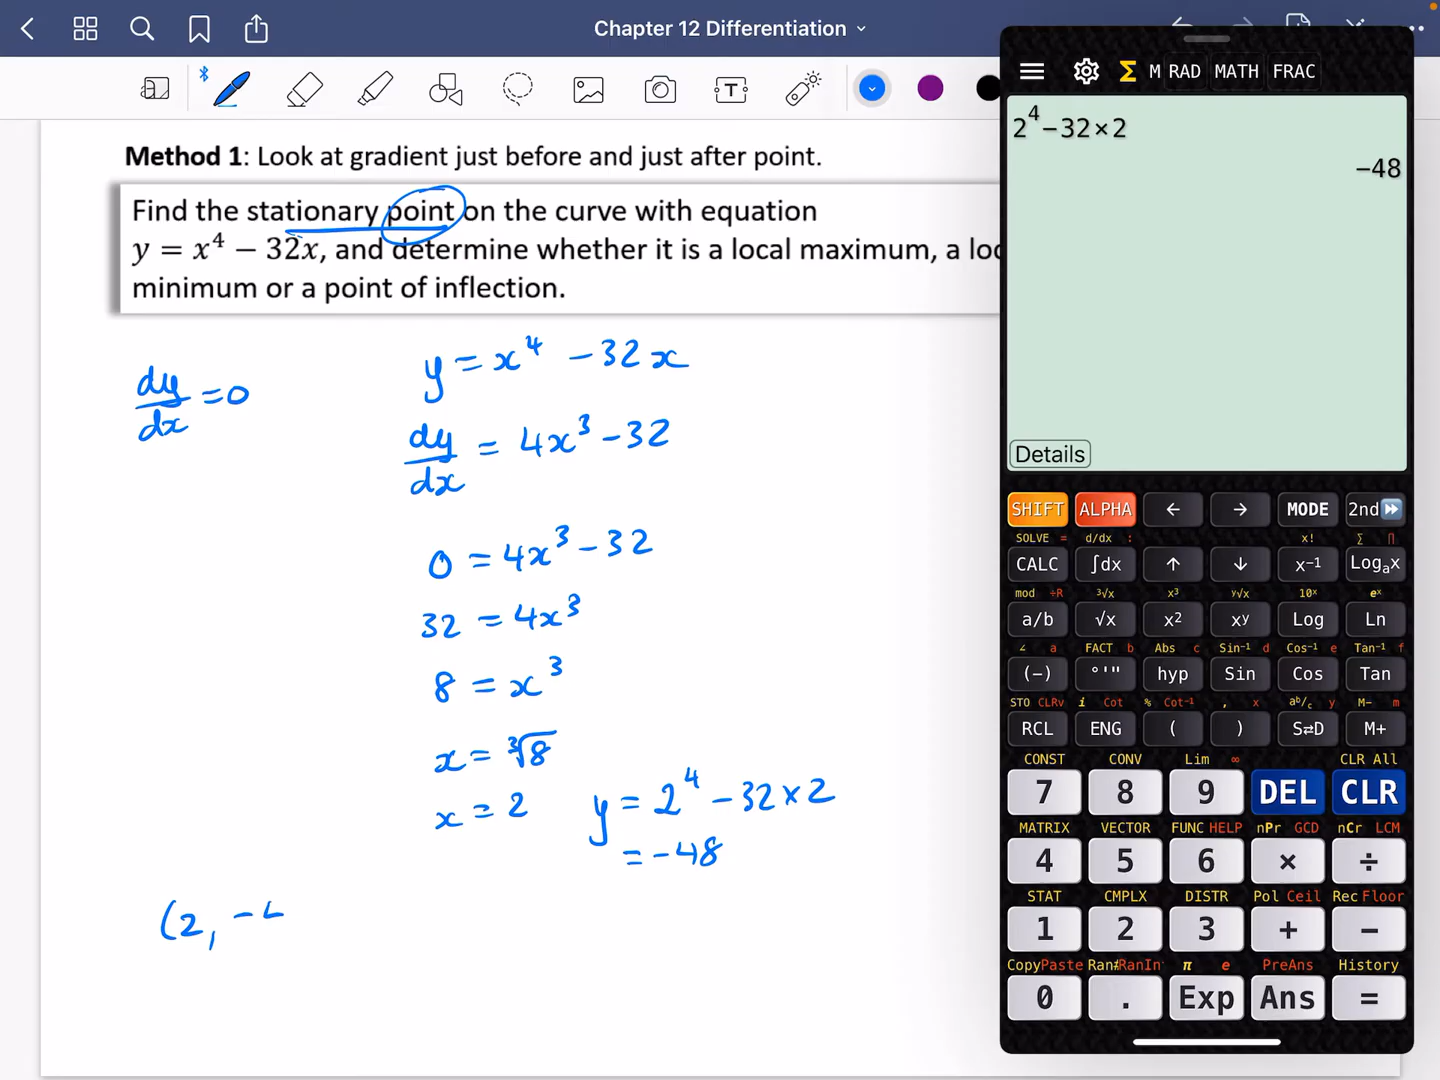 Chapter 12 Differentiation
M RAD MATH FRAC
2⁴−32×2
−48
Details
Method 1: Look at gradient just before and just after point.
Find the stationary point on the curve with equation
y = x⁴ − 32x, and determine whether it is a local maximum, a loc
minimum or a point of inflection.
dy/dx = 0
y = x⁴ − 32x
dy/dx = 4x³ − 32
0 = 4x³ − 32
32 = 4x³
8 = x³
x = ³√8
x = 2
y = 2⁴ − 32 × 2
= −48
(2, −4
SHIFT ALPHA ← → MODE 2nd
SOLVE = d/dx : x! ∑ ∏
CALC ∫dx ↑ ↓ x⁻¹ Logₐx
mod ÷R ³√x x³ ʸ√x 10ˣ eˣ
a/b √x x² xʸ Log Ln
∠ a FACT b Abs c Sin⁻¹ d Cos⁻¹ e Tan⁻¹ f
(−) °'" hyp Sin Cos Tan
STO CLRv i Cot % Cot⁻¹ , x aᵇ/c y M− m
RCL ENG ( ) S⇄D M+
CONST CONV Lim ∞ CLR All
7 8 9 DEL CLR
MATRIX VECTOR FUNC HELP nPr GCD nCr LCM
4 5 6 × ÷
STAT CMPLX DISTR Pol Ceil Rec Floor
1 2 3 + −
Copy Paste Ran# RanIn π e PreAns History
0 . Exp Ans =